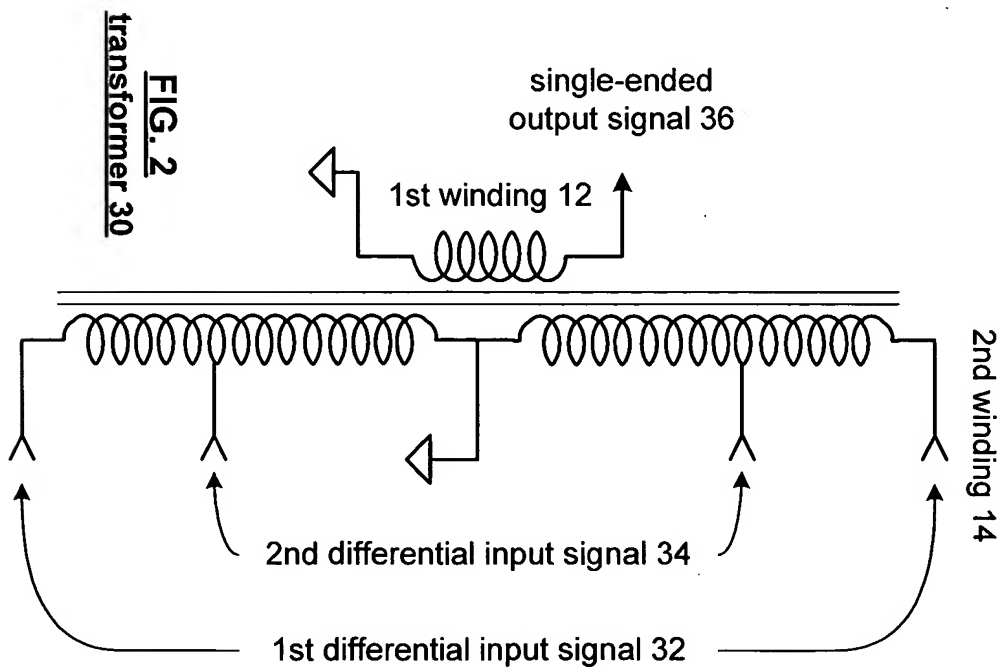 FIG. 2
transformer 30
single-ended
output signal 36
1st winding 12
2nd winding 14
2nd differential input signal 34
1st differential input signal 32